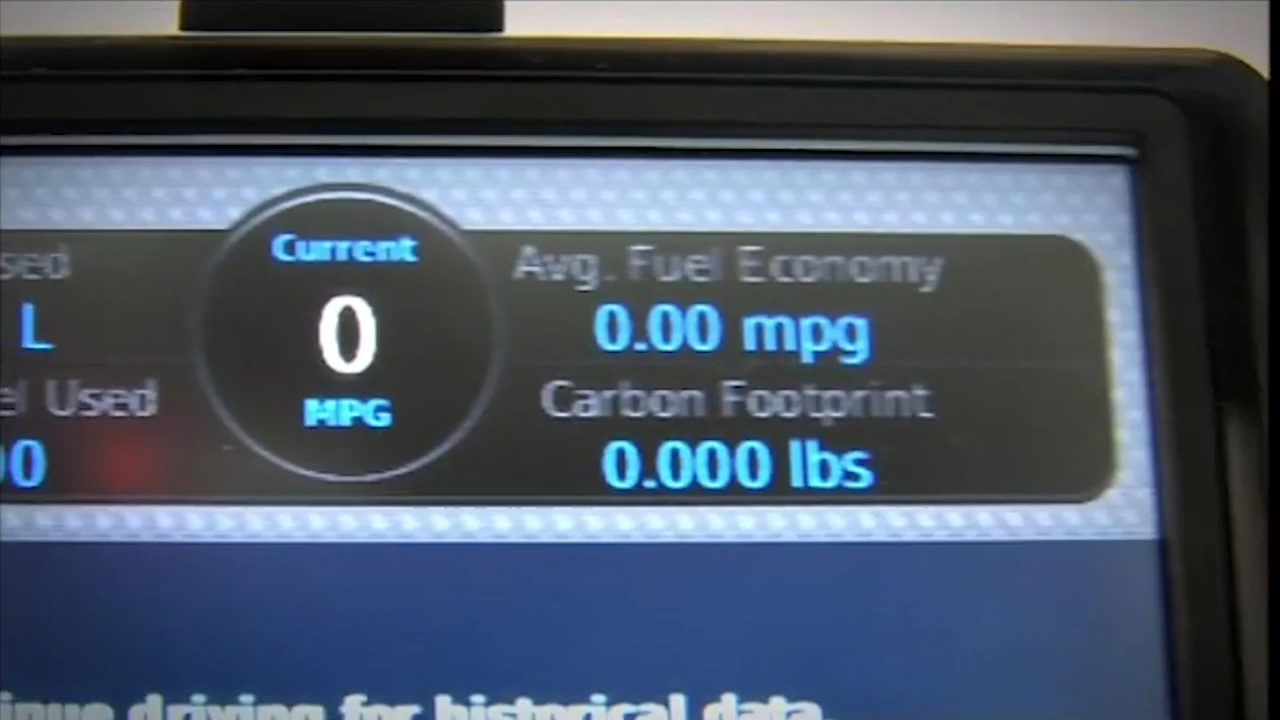 Current
0
MPG
Avg. Fuel Economy
0.00 mpg
Carbon Footprint
0.000 lbs
L
Used
driving for historical data.